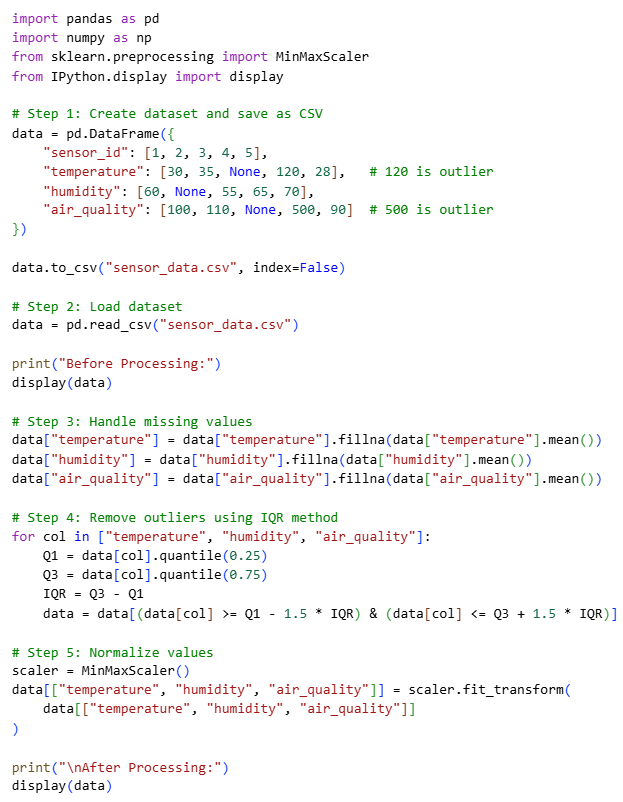 import pandas as pd
import numpy as np
from sklearn.preprocessing import MinMaxScaler
from IPython.display import display

# Step 1: Create dataset and save as CSV
data = pd.DataFrame({
    "sensor_id": [1, 2, 3, 4, 5],
    "temperature": [30, 35, None, 120, 28],   # 120 is outlier
    "humidity": [60, None, 55, 65, 70],
    "air_quality": [100, 110, None, 500, 90]  # 500 is outlier
})

data.to_csv("sensor_data.csv", index=False)

# Step 2: Load dataset
data = pd.read_csv("sensor_data.csv")

print("Before Processing:")
display(data)

# Step 3: Handle missing values
data["temperature"] = data["temperature"].fillna(data["temperature"].mean())
data["humidity"] = data["humidity"].fillna(data["humidity"].mean())
data["air_quality"] = data["air_quality"].fillna(data["air_quality"].mean())

# Step 4: Remove outliers using IQR method
for col in ["temperature", "humidity", "air_quality"]:
    Q1 = data[col].quantile(0.25)
    Q3 = data[col].quantile(0.75)
    IQR = Q3 - Q1
    data = data[(data[col] >= Q1 - 1.5 * IQR) & (data[col] <= Q3 + 1.5 * IQR)]

# Step 5: Normalize values
scaler = MinMaxScaler()
data[["temperature", "humidity", "air_quality"]] = scaler.fit_transform(
    data[["temperature", "humidity", "air_quality"]]
)

print("\nAfter Processing:")
display(data)